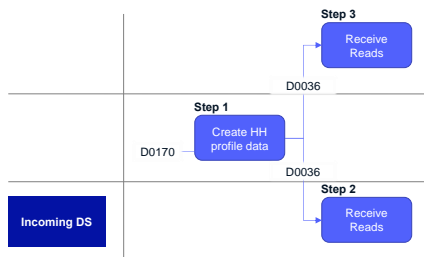 Step 3
Receive
Reads
D0036
Step 1
Create HH
profile data
D0170
D0036
Step 2
Incoming DS
Receive
Reads